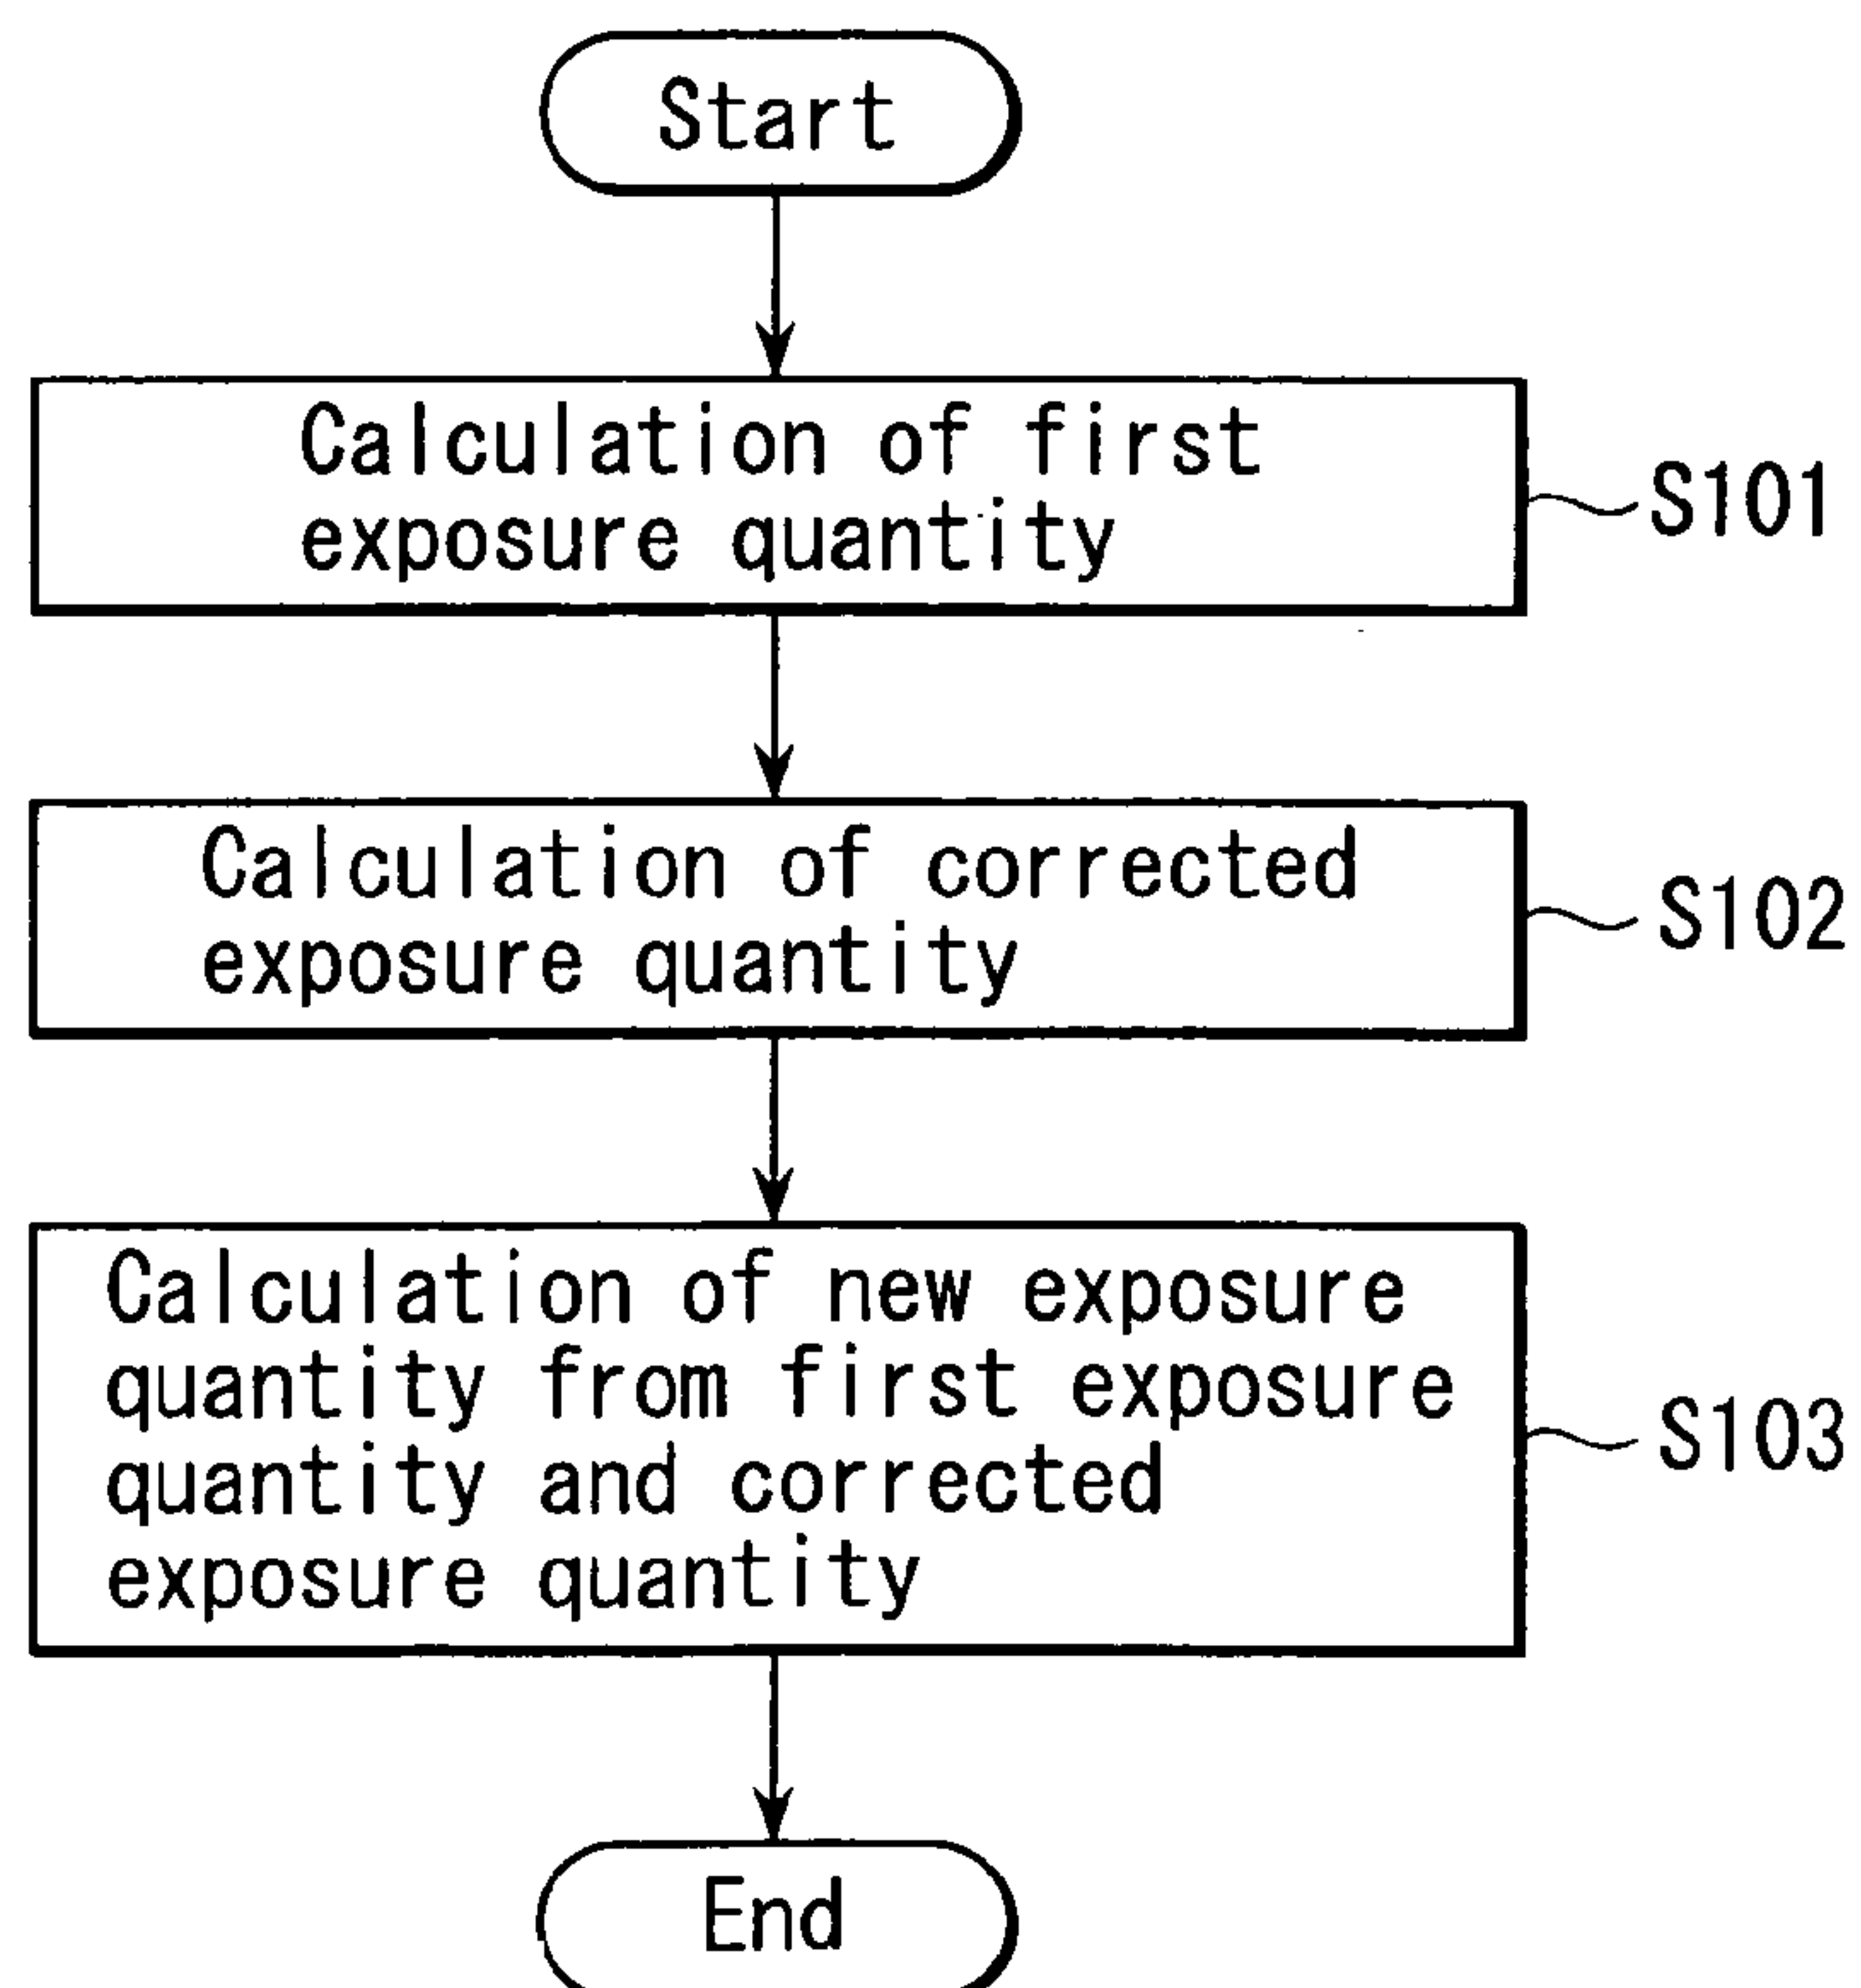 Start
Calculation of first
exposure quantity
S101
Calculation of corrected
exposure quantity
S102
Calculation of new exposure
quantity from first exposure
quantity and corrected
exposure quantity
S103
End